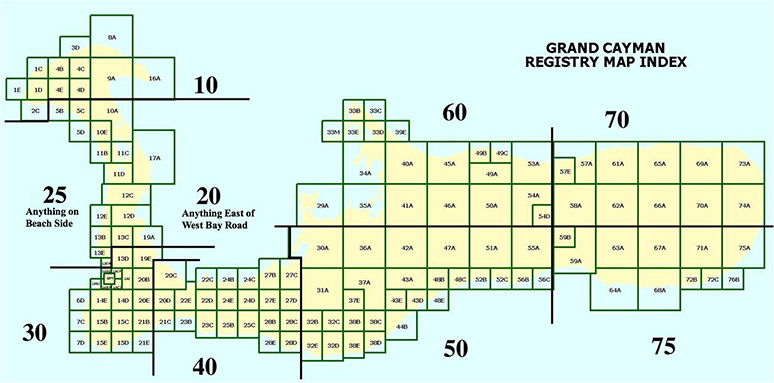 GRAND CAYMAN
REGISTRY MAP INDEX
8A
3D
1C 4B 4C
9A 16A
10
1E 1D 4E 4D
2C 5B 5C 10A
60
33B 33C
70
5D 10E
33M 33E 33D 39E
11B 11C 17A
34A 40A 45A 49B 49C 53A
57A 61A 65A 69A 73A
11D
49A
57E
25
Anything on
Beach Side
12C
20
Anything East of
West Bay Road
29A 35A 41A 46A 50A 54A
58A 62A 66A 70A 74A
12E 12D
54D
13B 13C 19A
30A 36A 42A 47A 51A 55A
59B 63A 67A 71A 75A
13E 13D 19E
59A
20B 20C
22C 24B 24C 27B 27C
31A 37A 43A 48B 48C 52B 52C 56B 56C
64A 68A 72B 72C 76B
6D 14E 14D 20E 20D 22E 22D 24E 24D 27E 27D
37E 43E 43D 48E
30
7C 15B 15C 21B 21C 23B 23C 25B 25C 28B 28C 32B 32C 38B 38C
44B
7D 15E 15D 21E
40
28E 28D 32E 32D 38E 38D
50
75